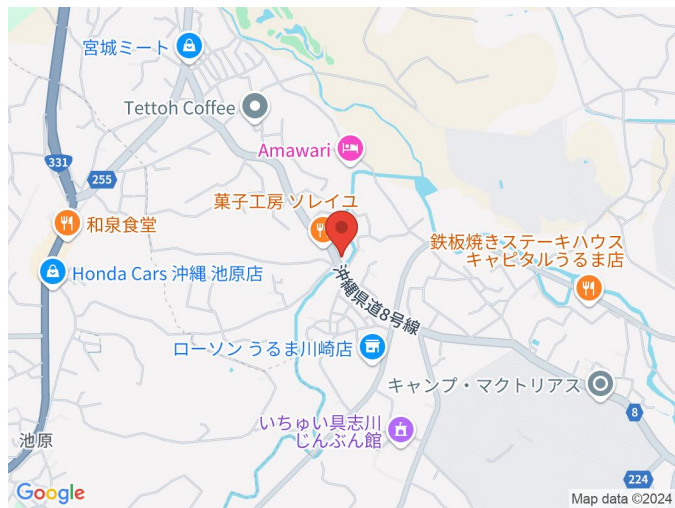 宮城ミート
Tettoh Coffee
Amawari
331
255
菓子工房 ソレイユ
和泉食堂
鉄板焼きステーキハウス
キャピタルうるま店
Honda Cars 沖縄 池原店
沖縄県道8号線
ローソン うるま川崎店
キャンプ・マクトリアス
8
いちゅい具志川
じんぶん館
池原
224
Google
Map data ©2024